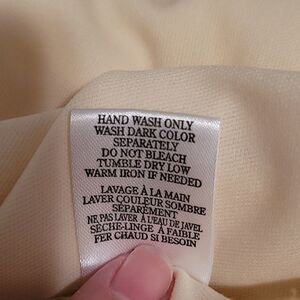 HAND WASH ONLY
WASH DARK COLOR
SEPARATELY
DO NOT BLEACH
TUMBLE DRY LOW
WARM IRON IF NEEDED
LAVAGE À LA MAIN
LAVER COULEUR SOMBRE
SÉPARÉMENT
NE PAS LAVER À L'EAU DE JAVEL
SÈCHE-LINGE À FAIBLE
FER CHAUD SI BESOIN